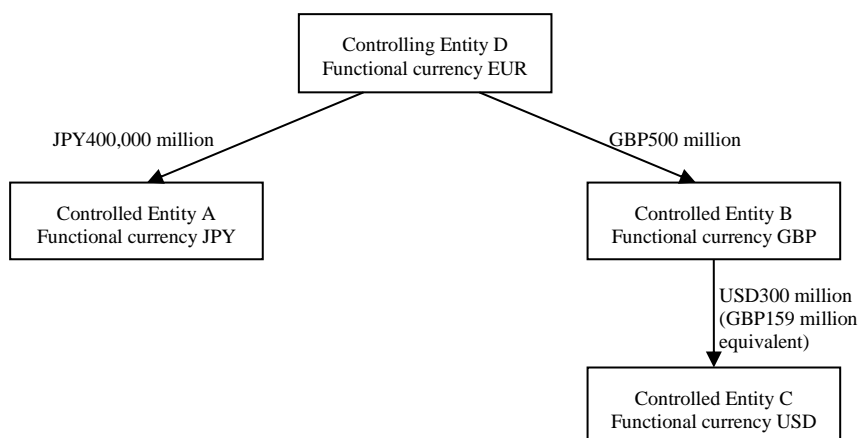 Controlling Entity D
Functional currency EUR
JPY400,000 million
GBP500 million
Controlled Entity A
Functional currency JPY
Controlled Entity B
Functional currency GBP
USD300 million
(GBP159 million
equivalent)
Controlled Entity C
Functional currency USD